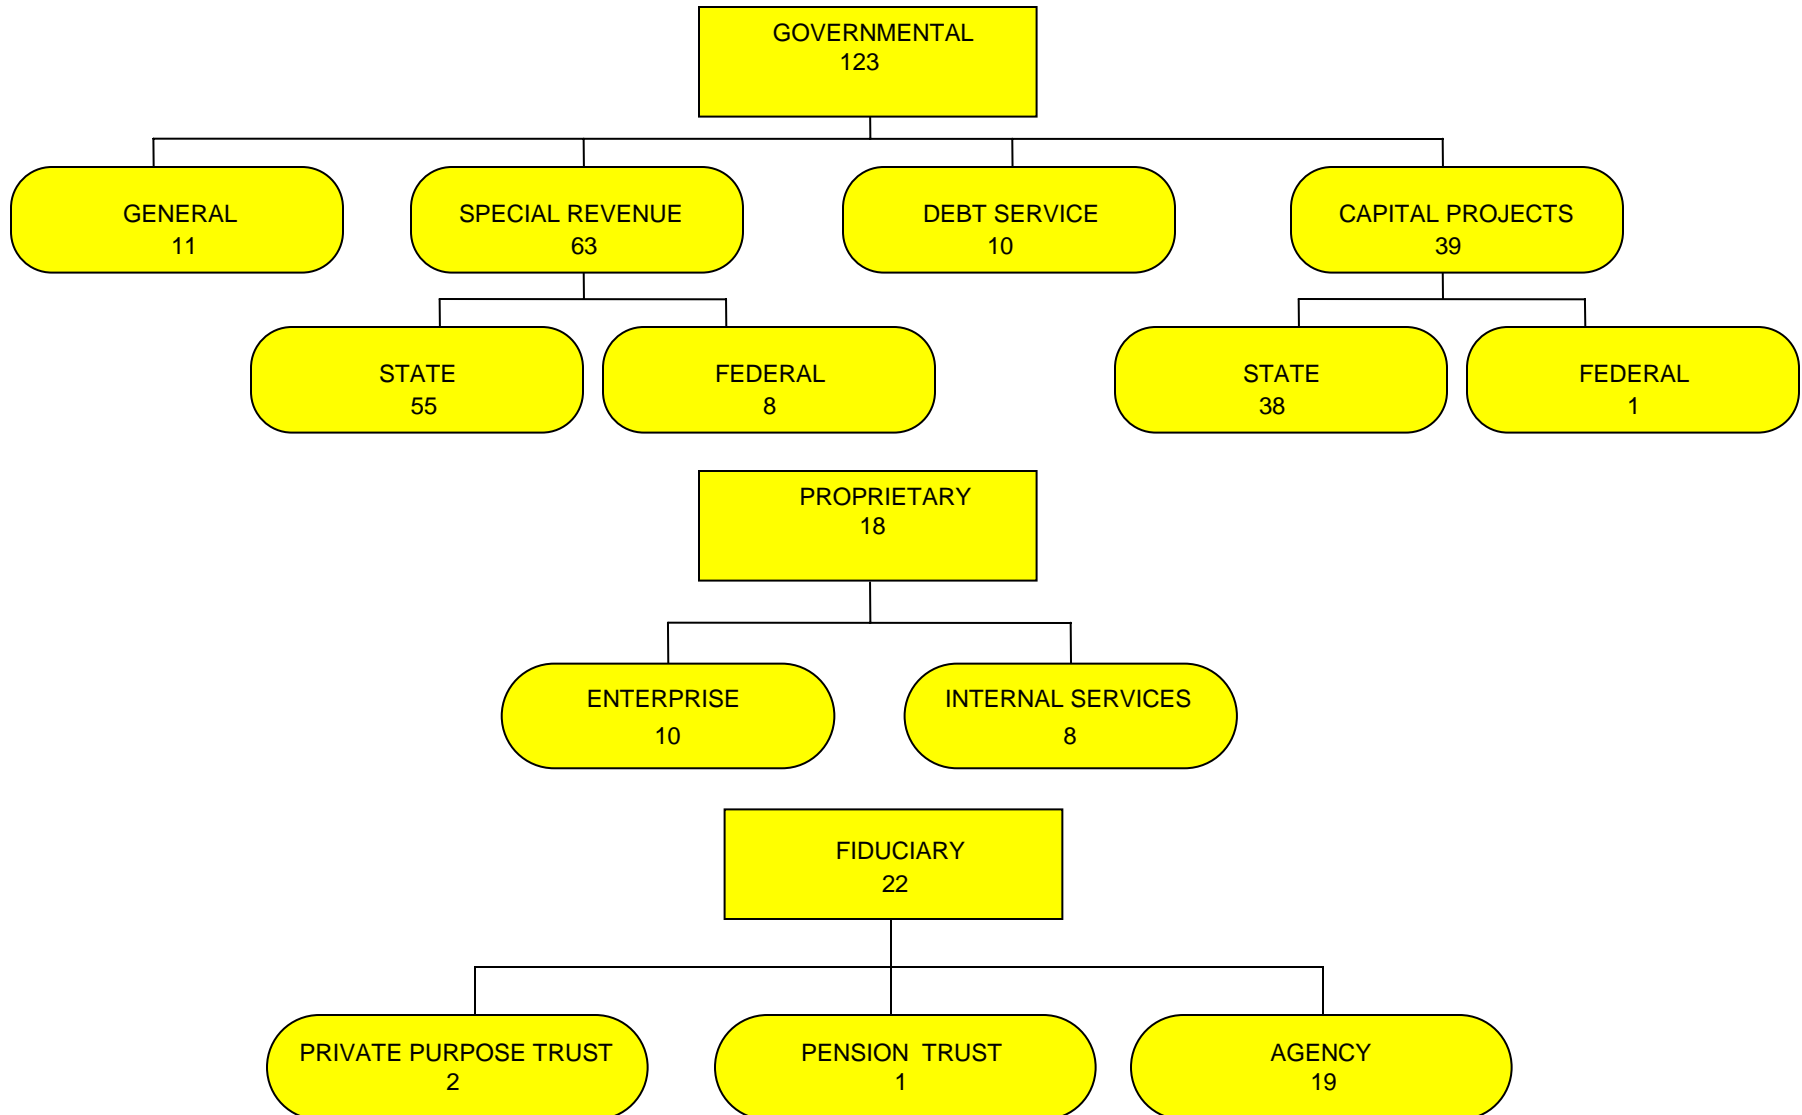 GOVERNMENTAL
123
GENERAL
11
SPECIAL REVENUE
63
DEBT SERVICE
10
CAPITAL PROJECTS
39
STATE
55
FEDERAL
8
STATE
38
FEDERAL
1
PROPRIETARY
18
ENTERPRISE
10
INTERNAL SERVICES
8
FIDUCIARY
22
PRIVATE PURPOSE TRUST
2
PENSION TRUST
1
AGENCY
19